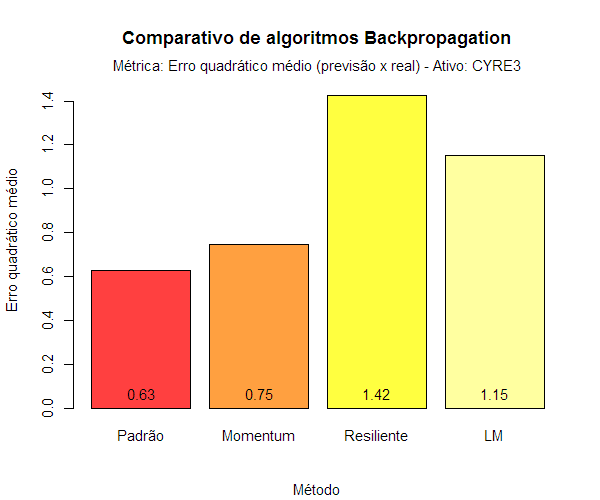 Comparativo de algoritmos Backpropagation
Métrica: Erro quadrático médio (previsão x real) - Ativo: CYRE3
Erro quadrático médio
1.4
1.2
1.0
0.8
0.6
0.4
0.2
0.0
0.63
0.75
1.42
1.15
Padrão
Momentum
Resiliente
LM
Método